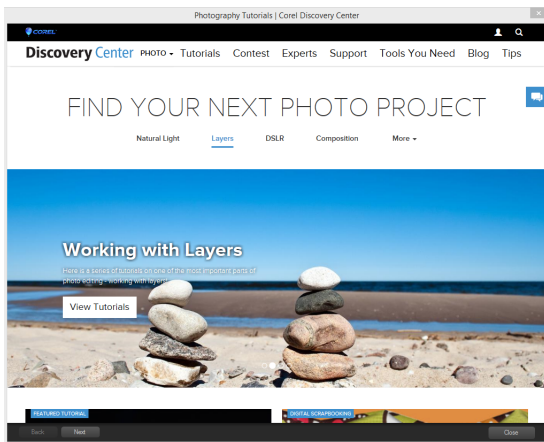 Photography Tutorials | Corel Discovery Center
COREL
Discovery Center PHOTO Tutorials Contest Experts Support Tools You Need Blog Tips
FIND YOUR NEXT PHOTO PROJECT
Natural Light Layers DSLR Composition More
Working with Layers
Here is a series of tutorials on one of the most important parts of
photo editing - working with layers.
View Tutorials
FEATURED TUTORIAL DIGITAL SCRAPBOOKING
Back Next Close